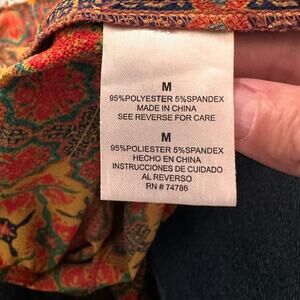 M
95%POLYESTER 5%SPANDEX
MADE IN CHINA
SEE REVERSE FOR CARE
M
95%POLIESTER 5%SPANDEX
HECHO EN CHINA
INSTRUCCIONES DE CUIDADO
AL REVERSO
RN # 74786